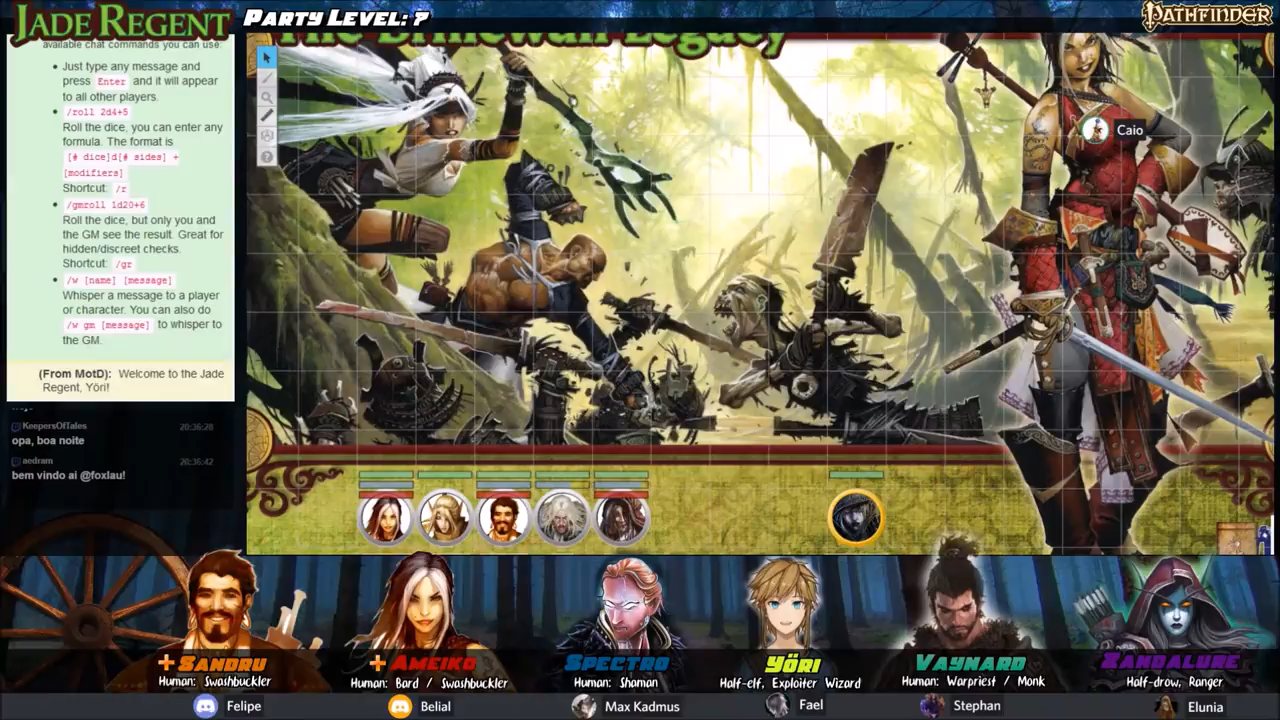 JADE REGENT
PARTY LEVEL: 7
PATHFINDER
available chat commands you can use:
Just type any message and
press Enter and it will appear
to all other players.
/roll 2d4+5
Roll the dice, you can enter any
formula. The format is
[# dice]d[# sides] +
[modifiers]
Shortcut: /r
/gmroll 1d20+6
Roll the dice, but only you and
the GM see the result. Great for
hidden/discreet checks.
Shortcut: /gr
/w [name] [message]
Whisper a message to a player
or character. You can also do
/w gm [message] to whisper to
the GM.
(From MotD): Welcome to the Jade
Regent, Yöri!
KeepersOfTales 20:36:28
opa, boa noite
aedram 20:36:42
bem vindo ai @foxlau!
The Brinewall Legacy
Caio
+SANDRU
Human: Swashbuckler
Felipe
+AMEIKO
Human: Bard / Swashbuckler
Belial
SPECTRO
Human: Shaman
Max Kadmus
YÖRI
Half-elf, Exploiter Wizard
Fael
VAYNARD
Human: Warpriest / Monk
Stephan
ZANDALURE
Half-drow, Ranger
Elunia